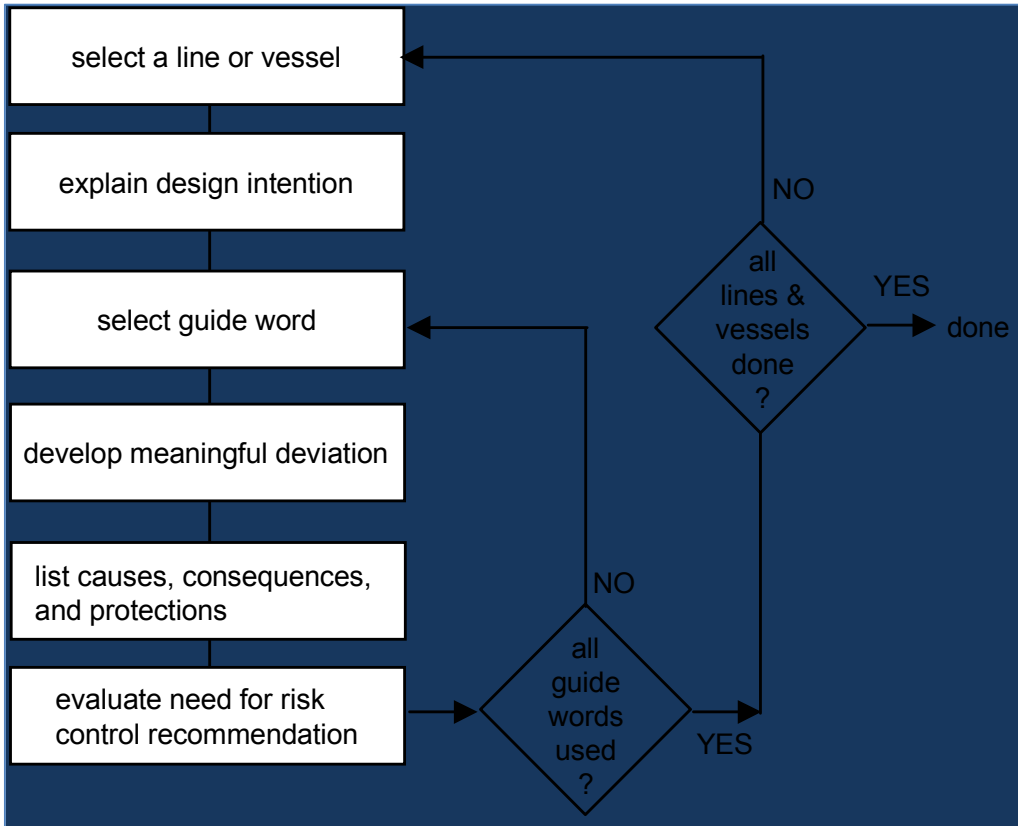 select a line or vessel
explain design intention
select guide word
develop meaningful deviation
list causes, consequences,
and protections
evaluate need for risk
control recommendation
NO
all
guide
words
used
?
YES
NO
all
lines &
vessels
done
?
YES
done